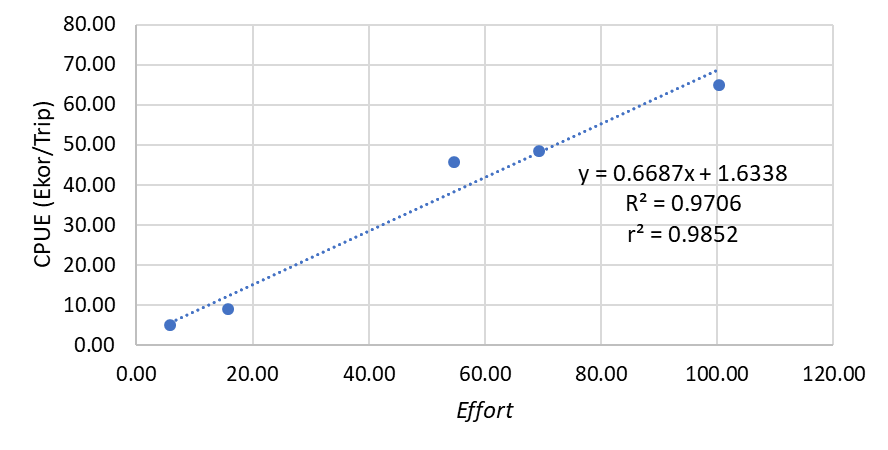 80.00
70.00
60.00
50.00
40.00
30.00
20.00
10.00
0.00
CPUE (Ekor/Trip)
y = 0.6687x + 1.6338
R² = 0.9706
r² = 0.9852
0.00 20.00 40.00 60.00 80.00 100.00 120.00
Effort